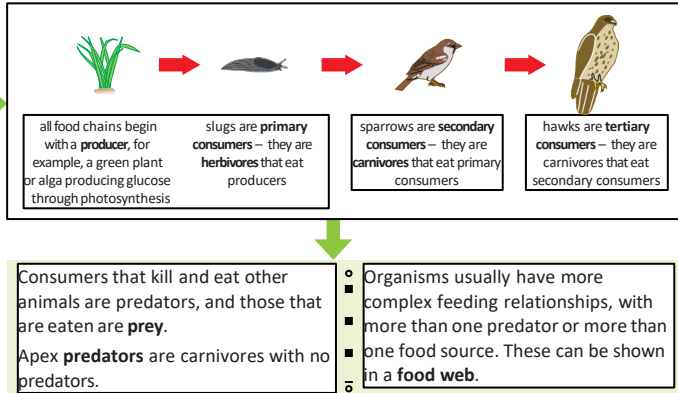 all food chains begin
with a producer, for
example, a green plant
or alga producing glucose
through photosynthesis
slugs are primary
consumers – they are
herbivores that eat
producers
sparrows are secondary
consumers – they are
carnivores that eat primary
consumers
hawks are tertiary
consumers – they are
carnivores that eat
secondary consumers
Consumers that kill and eat other
animals are predators, and those that
are eaten are prey.
Apex predators are carnivores with no
predators.
Organisms usually have more
complex feeding relationships, with
more than one predator or more than
one food source. These can be shown
in a food web.